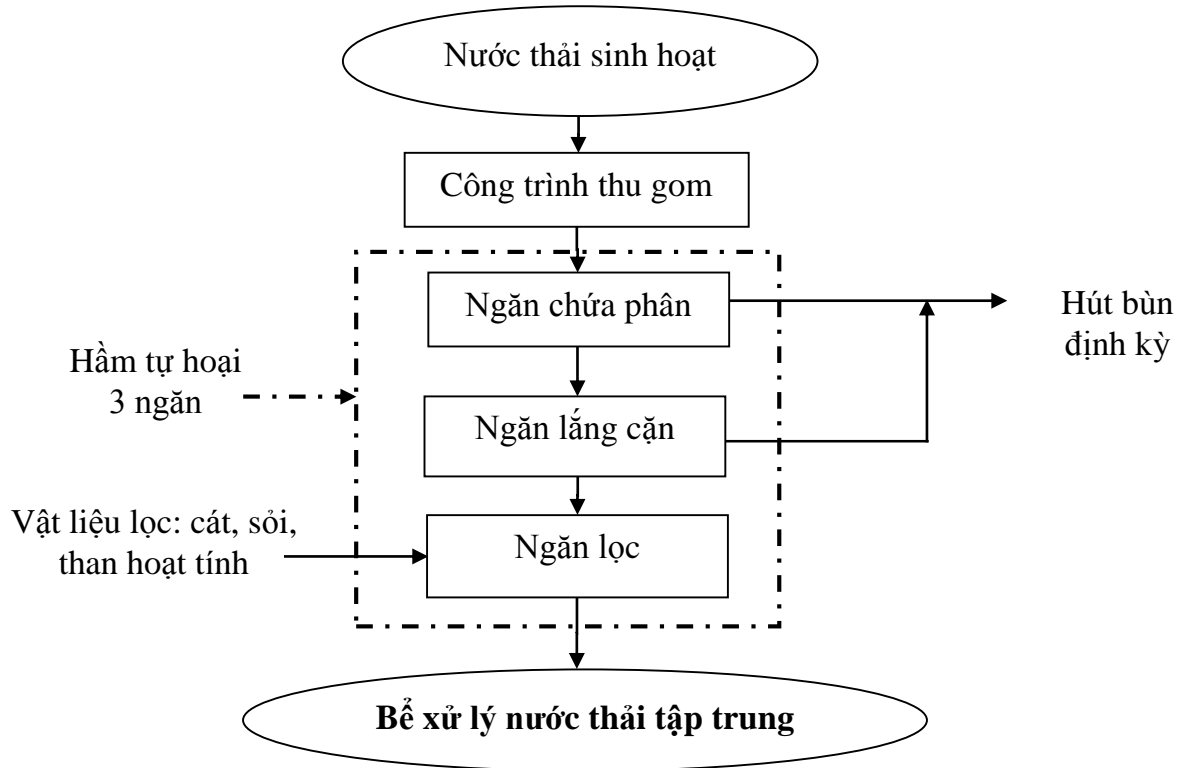 Nước thải sinh hoạt
Công trình thu gom
Ngăn chứa phân
Hút bùn
định kỳ
Hầm tự hoại
3 ngăn
Ngăn lắng cặn
Vật liệu lọc: cát, sỏi,
than hoạt tính
Ngăn lọc
Bể xử lý nước thải tập trung